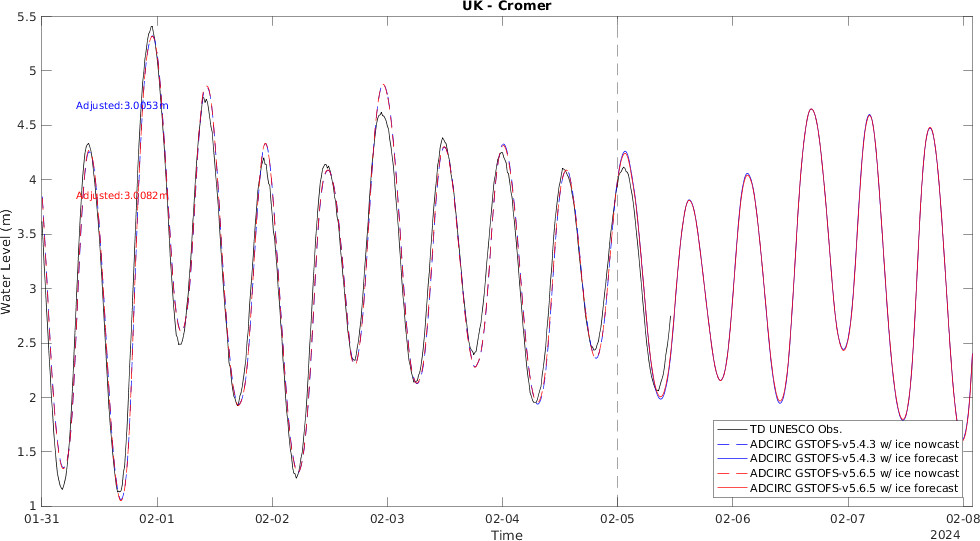 UK - Cromer
5.5
5
4.5
4
3.5
3
2.5
2
1.5
1
Water Level (m)
Adjusted:3.0053m
Adjusted:3.0082m
TD UNESCO Obs.
ADCIRC GSTOFS-v5.4.3 w/ ice nowcast
ADCIRC GSTOFS-v5.4.3 w/ ice forecast
ADCIRC GSTOFS-v5.6.5 w/ ice nowcast
ADCIRC GSTOFS-v5.6.5 w/ ice forecast
01-31 02-01 02-02 02-03 02-04 02-05 02-06 02-07 02-08
Time
2024